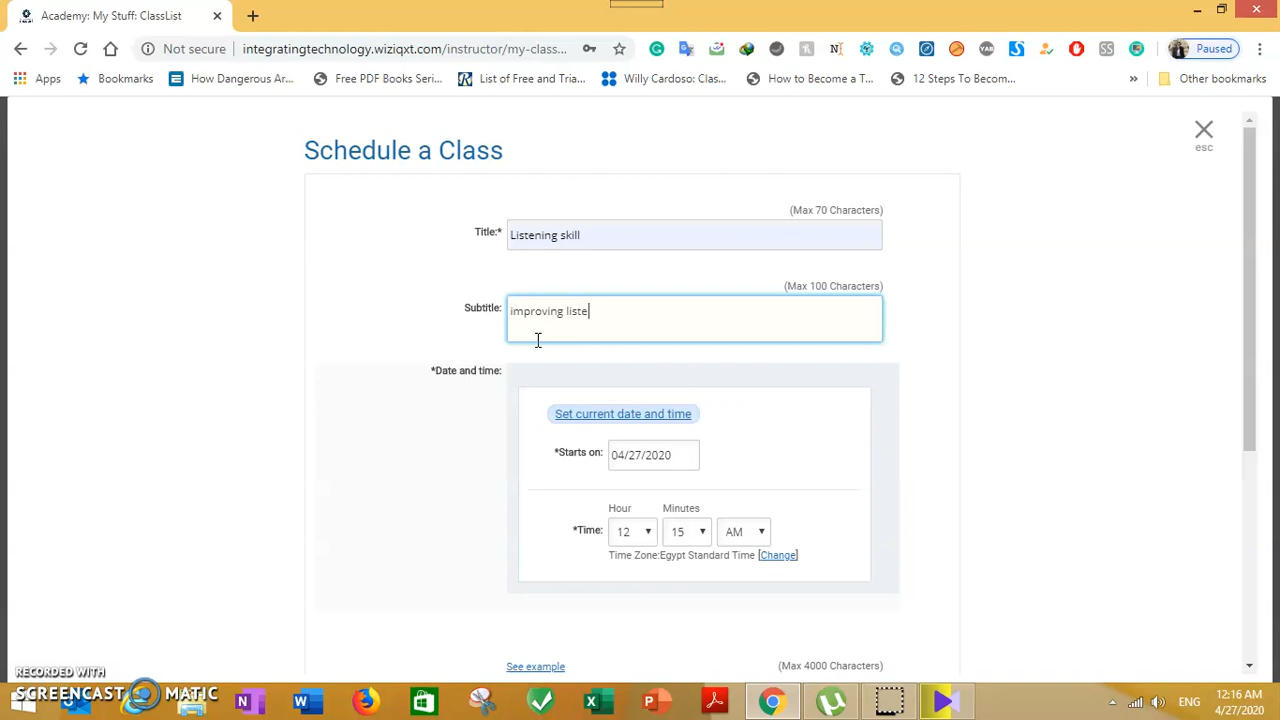 Academy: My Stuff: ClassList
Not secure integratingtechnology.wiziqxt.com/instructor/my-class... Paused
Apps Bookmarks How Dangerous Ar... Free PDF Books Seri... List of Free and Tria... Willy Cardoso: Clas... How to Become a T... 12 Steps To Becom... » Other bookmarks
esc
Schedule a Class
(Max 70 Characters)
Title:* Listening skill
(Max 100 Characters)
Subtitle: improving liste
*Date and time:
Set current date and time
*Starts on: 04/27/2020
Hour Minutes
*Time: 12 15 AM
Time Zone:Egypt Standard Time [Change]
See example (Max 4000 Characters)
RECORDED WITH
SCREENCAST MATIC
ENG
12:16 AM
4/27/2020